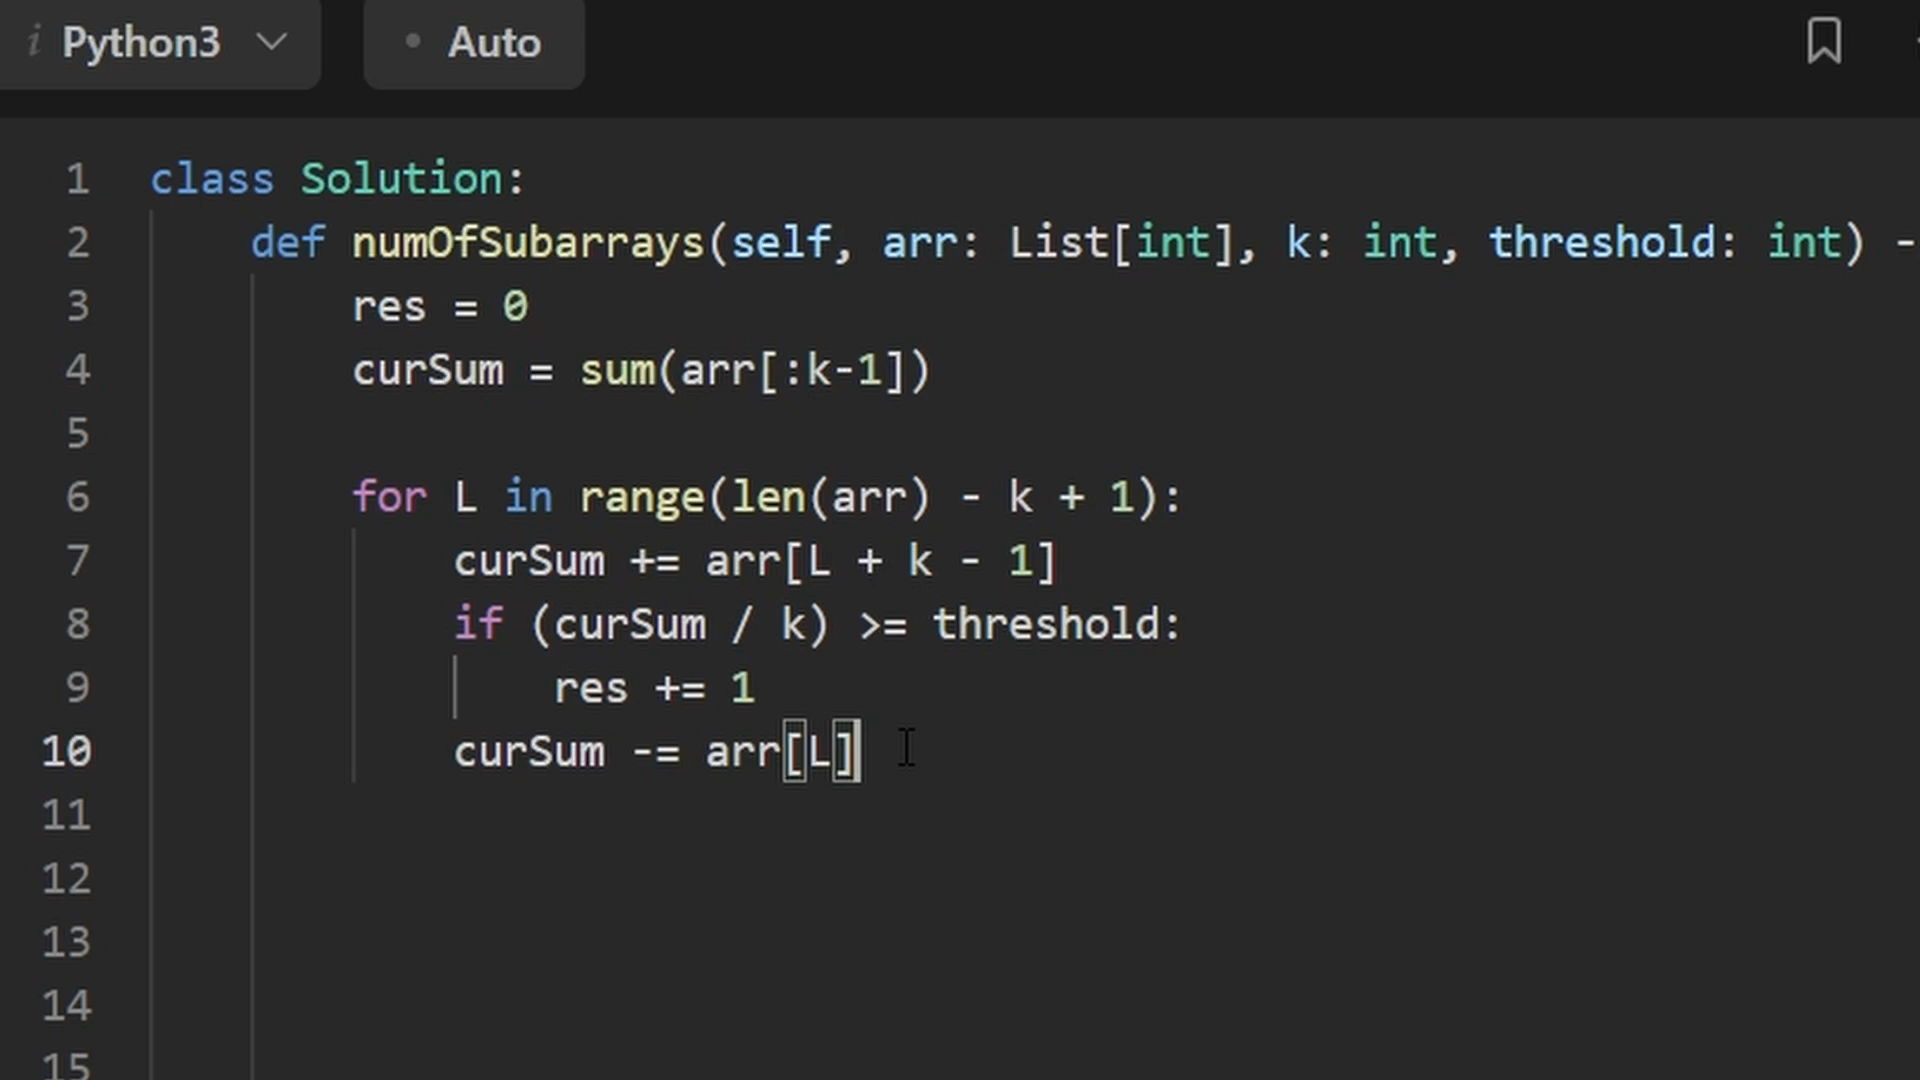 i Python3 Auto
1 class Solution:
2 def numOfSubarrays(self, arr: List[int], k: int, threshold: int) -
3 res = 0
4 curSum = sum(arr[:k-1])
5
6 for L in range(len(arr) - k + 1):
7 curSum += arr[L + k - 1]
8 if (curSum / k) >= threshold:
9 res += 1
10 curSum -= arr[L]
11
12
13
14
15